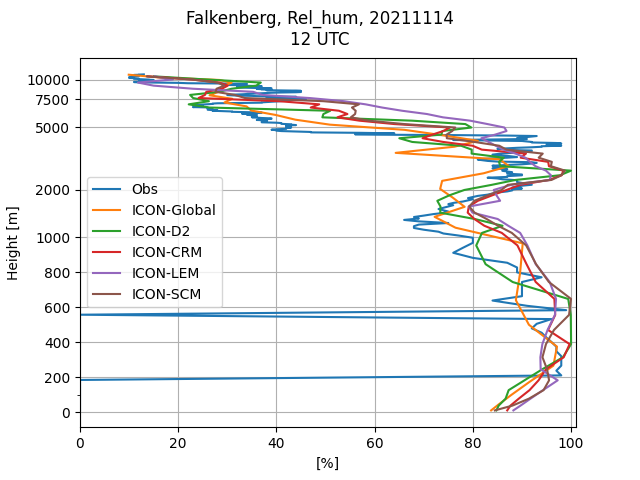 Falkenberg, Rel_hum, 20211114
12 UTC
10000
7500
5000
2000
1000
800
600
400
200
0
Height [m]
Obs
ICON-Global
ICON-D2
ICON-CRM
ICON-LEM
ICON-SCM
0 20 40 60 80 100
[%]